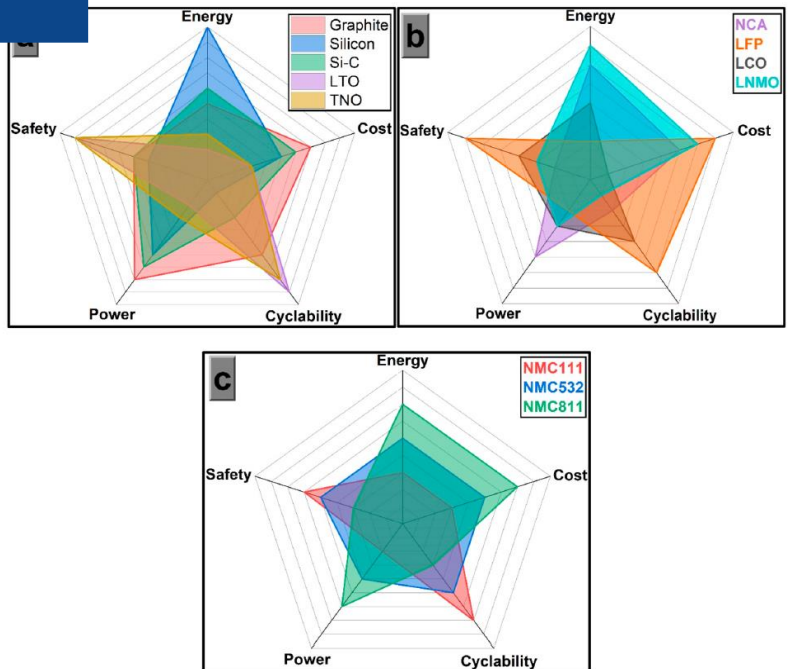 a
Energy
Graphite
Silicon
Si-C
LTO
TNO
Safety
Cost
Power
Cyclability
b
Energy
NCA
LFP
LCO
LNMO
Safety
Cost
Power
Cyclability
c
Energy
NMC111
NMC532
NMC811
Safety
Cost
Power
Cyclability